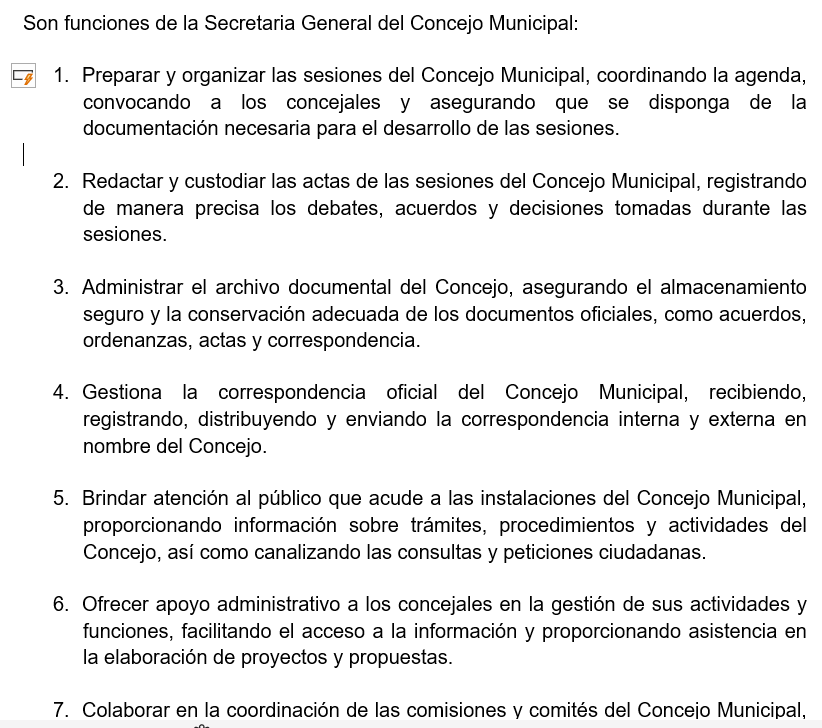 Son funciones de la Secretaria General del Concejo Municipal:
1. Preparar y organizar las sesiones del Concejo Municipal, coordinando la agenda,
convocando a los concejales y asegurando que se disponga de la
documentación necesaria para el desarrollo de las sesiones.
2. Redactar y custodiar las actas de las sesiones del Concejo Municipal, registrando
de manera precisa los debates, acuerdos y decisiones tomadas durante las
sesiones.
3. Administrar el archivo documental del Concejo, asegurando el almacenamiento
seguro y la conservación adecuada de los documentos oficiales, como acuerdos,
ordenanzas, actas y correspondencia.
4. Gestiona la correspondencia oficial del Concejo Municipal, recibiendo,
registrando, distribuyendo y enviando la correspondencia interna y externa en
nombre del Concejo.
5. Brindar atención al público que acude a las instalaciones del Concejo Municipal,
proporcionando información sobre trámites, procedimientos y actividades del
Concejo, así como canalizando las consultas y peticiones ciudadanas.
6. Ofrecer apoyo administrativo a los concejales en la gestión de sus actividades y
funciones, facilitando el acceso a la información y proporcionando asistencia en
la elaboración de proyectos y propuestas.
7. Colaborar en la coordinación de las comisiones y comités del Concejo Municipal,